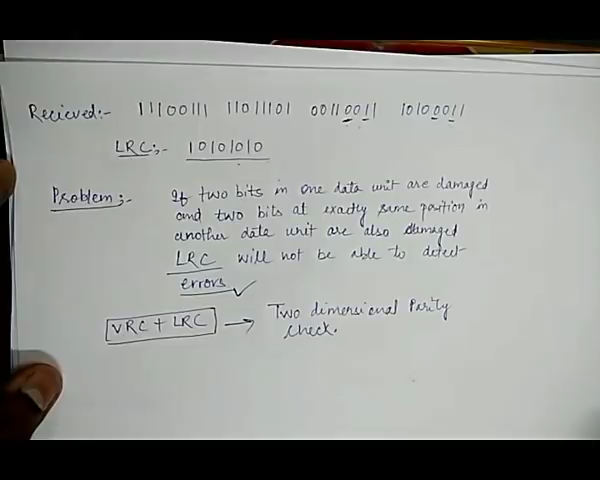 Recieved:- 11100111 11011101 00110011 10100011
LRC:- 10101010
Problem:- If two bits in one data unit are damaged
and two bits at exactly same position in
another data unit are also damaged
LRC will not be able to detect
errors
VRC + LRC → Two dimensional Parity
check.